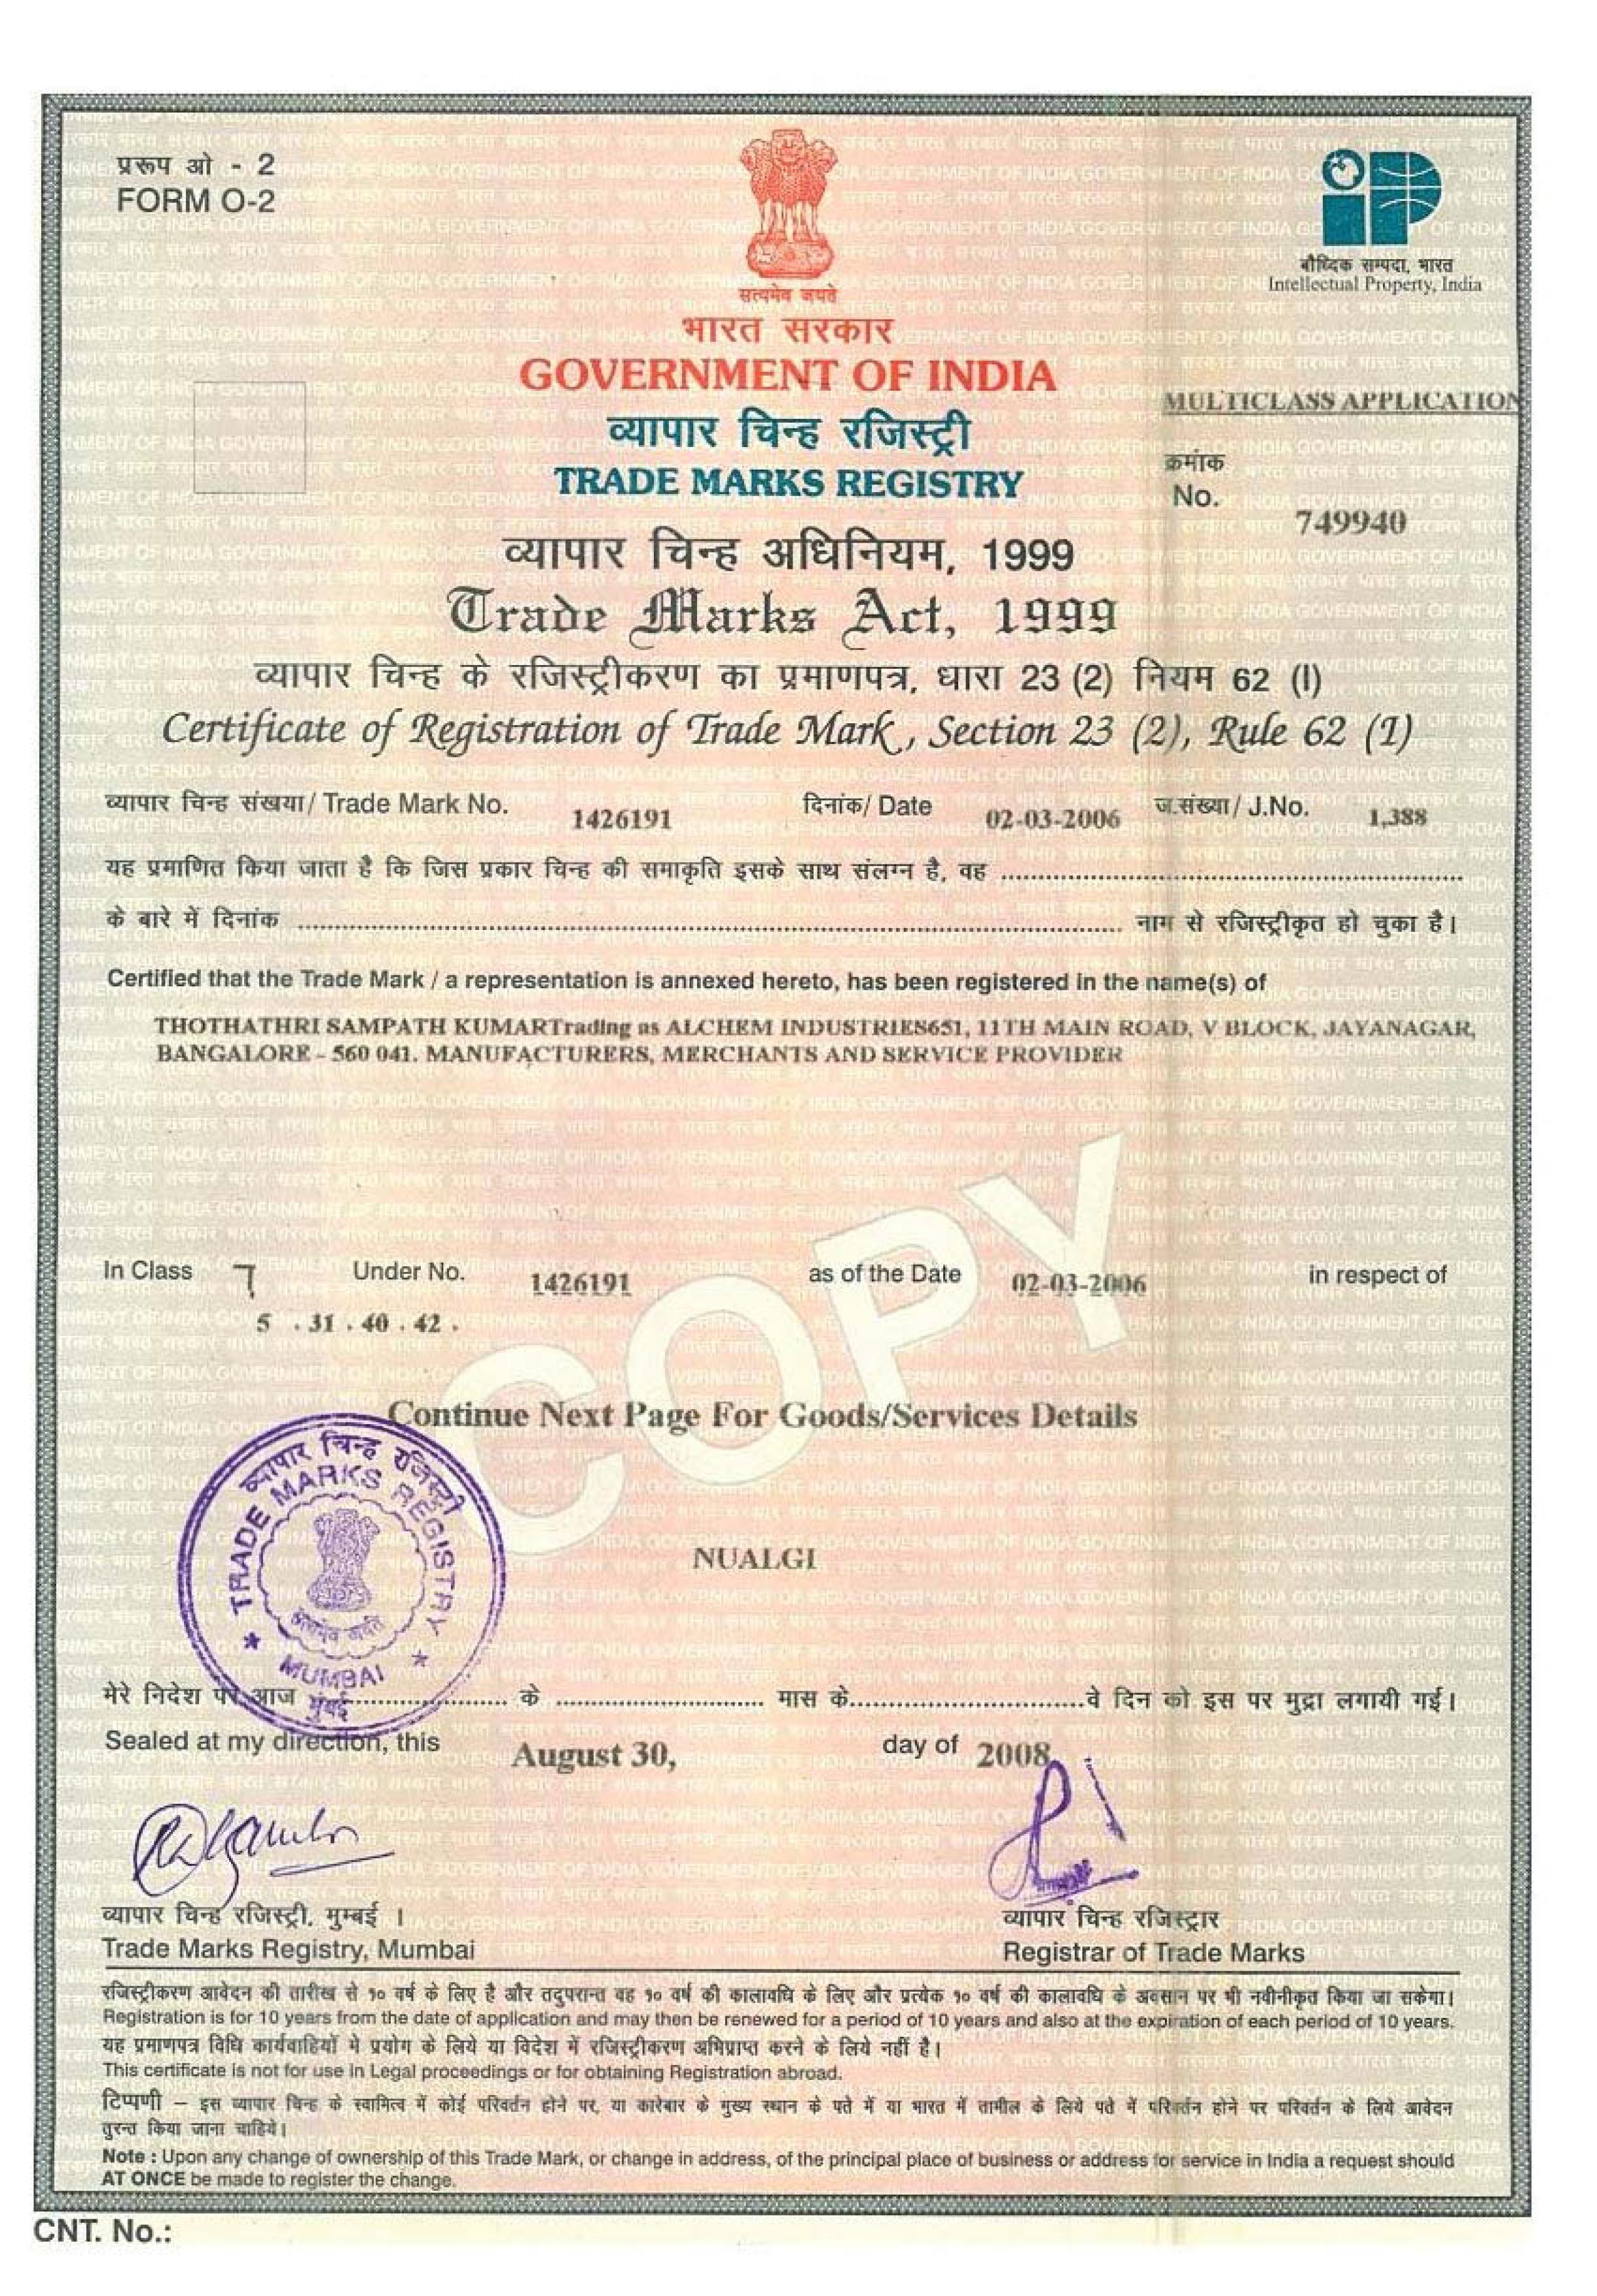 प्ररूप ओ - 2
FORM O-2
सत्यमेव जयते
बौध्दिक सम्पदा, भारत
Intellectual Property, India
भारत सरकार
GOVERNMENT OF INDIA
MULTICLASS APPLICATION
व्यापार चिन्ह रजिस्ट्री
TRADE MARKS REGISTRY
क्रमांक
No.
749940
व्यापार चिन्ह अधिनियम, 1999
Trade Marks Act, 1999
व्यापार चिन्ह के रजिस्ट्रीकरण का प्रमाणपत्र, धारा 23 (2) नियम 62 (I)
Certificate of Registration of Trade Mark, Section 23 (2), Rule 62 (I)
व्यापार चिन्ह संखया/ Trade Mark No. 1426191 दिनांक/ Date 02-03-2006 ज.संख्या/ J.No. 1,388
यह प्रमाणित किया जाता है कि जिस प्रकार चिन्ह की समाकृति इसके साथ संलग्न है, वह ..........
के बारे में दिनांक .......... नाम से रजिस्ट्रीकृत हो चुका है।
Certified that the Trade Mark / a representation is annexed hereto, has been registered in the name(s) of
THOTHATHRI SAMPATH KUMARTrading as ALCHEM INDUSTRIES651, 11TH MAIN ROAD, V BLOCK, JAYANAGAR,
BANGALORE - 560 041. MANUFACTURERS, MERCHANTS AND SERVICE PROVIDER
COPY
In Class 7 Under No. 1426191 as of the Date 02-03-2006 in respect of
5 . 31 . 40 . 42 .
Continue Next Page For Goods/Services Details
व्यापार चिन्ह रजिस्ट्री
TRADE MARKS REGISTRY
सत्यमेव जयते
MUMBAI
मुंबई
NUALGI
मेरे निदेश पर आज .......... के .......... मास के.......... वे दिन को इस पर मुद्रा लगायी गई।
Sealed at my direction, this August 30, day of 2008
व्यापार चिन्ह रजिस्ट्री, मुम्बई ।
Trade Marks Registry, Mumbai
व्यापार चिन्ह रजिस्ट्रार
Registrar of Trade Marks
रजिस्ट्रीकरण आवेदन की तारीख से १० वर्ष के लिए है और तदुपरान्त वह १० वर्ष की कालावधि के लिए और प्रत्येक १० वर्ष की कालावधि के अवसान पर भी नवीनीकृत किया जा सकेगा।
Registration is for 10 years from the date of application and may then be renewed for a period of 10 years and also at the expiration of each period of 10 years.
यह प्रमाणपत्र विधि कार्यवाहियों मे प्रयोग के लिये या विदेश में रजिस्ट्रीकरण अभिप्राप्त करने के लिये नहीं है।
This certificate is not for use in Legal proceedings or for obtaining Registration abroad.
टिप्पणी – इस व्यापार चिन्ह के स्वामित्व में कोई परिवर्तन होने पर, या कारेबार के मुख्य स्थान के पते में या भारत में तामील के लिये पते में परिवर्तन होने पर परिवर्तन के लिये आवेदन
तुरन्त किया जाना चाहिये।
Note : Upon any change of ownership of this Trade Mark, or change in address, of the principal place of business or address for service in India a request should
AT ONCE be made to register the change.
CNT. No.: